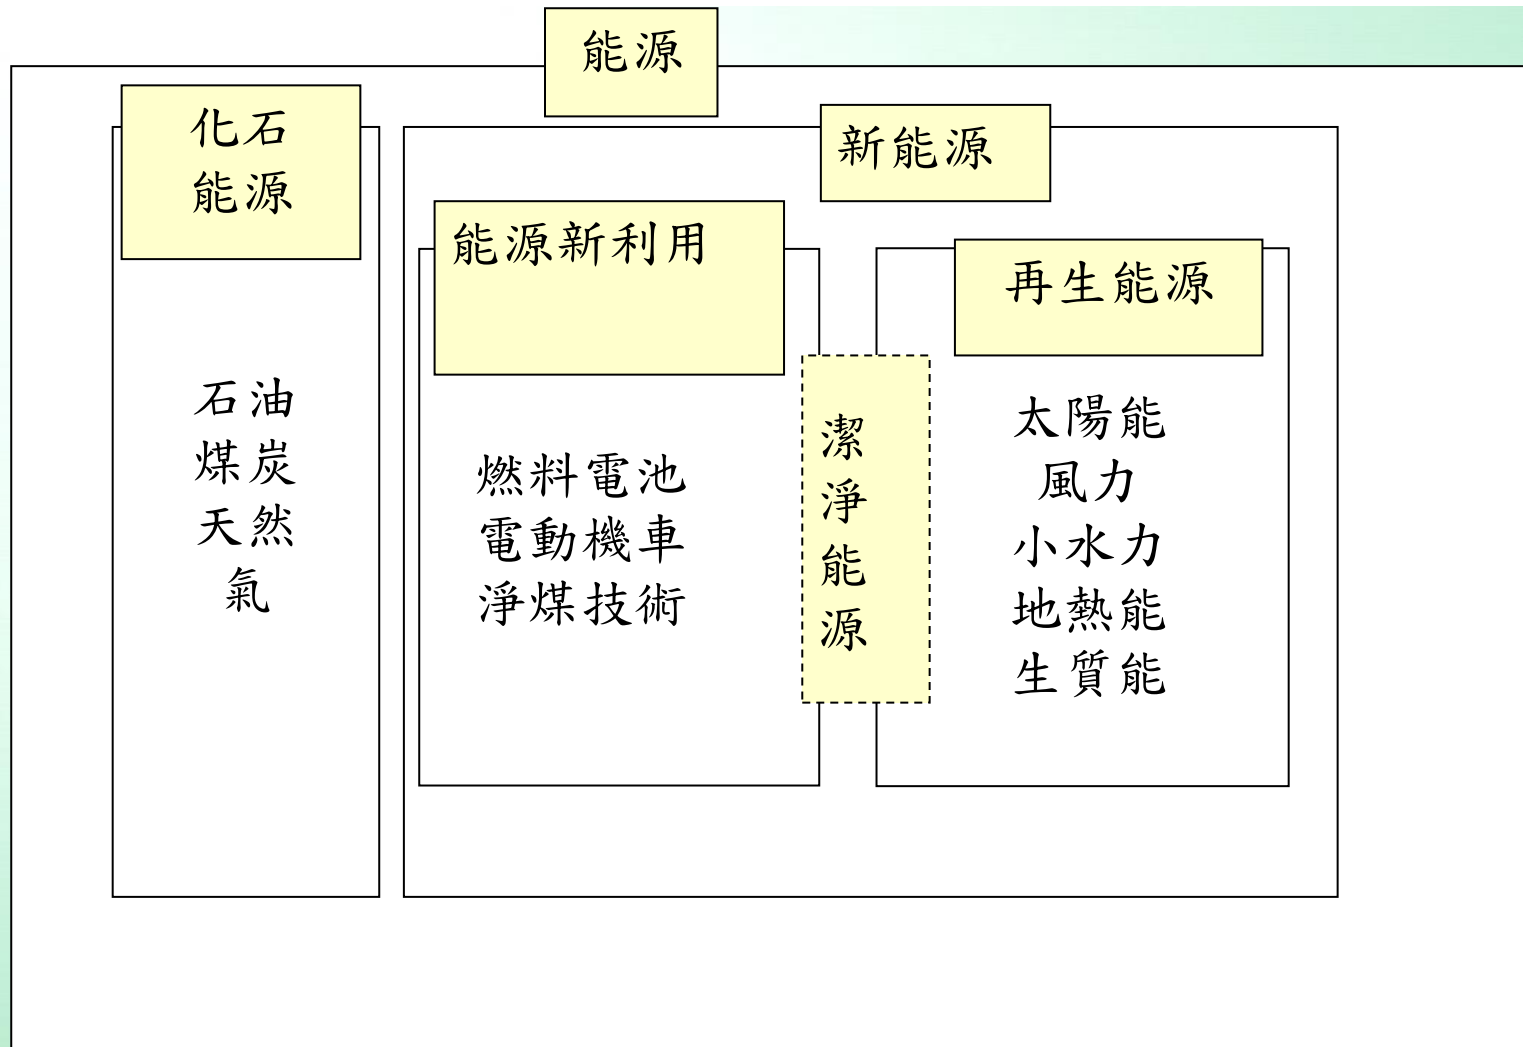 能源
化石
能源
石油
煤炭
天然
氣
新能源
能源新利用
燃料電池
電動機車
淨煤技術
潔
淨
能
源
再生能源
太陽能
風力
小水力
地熱能
生質能